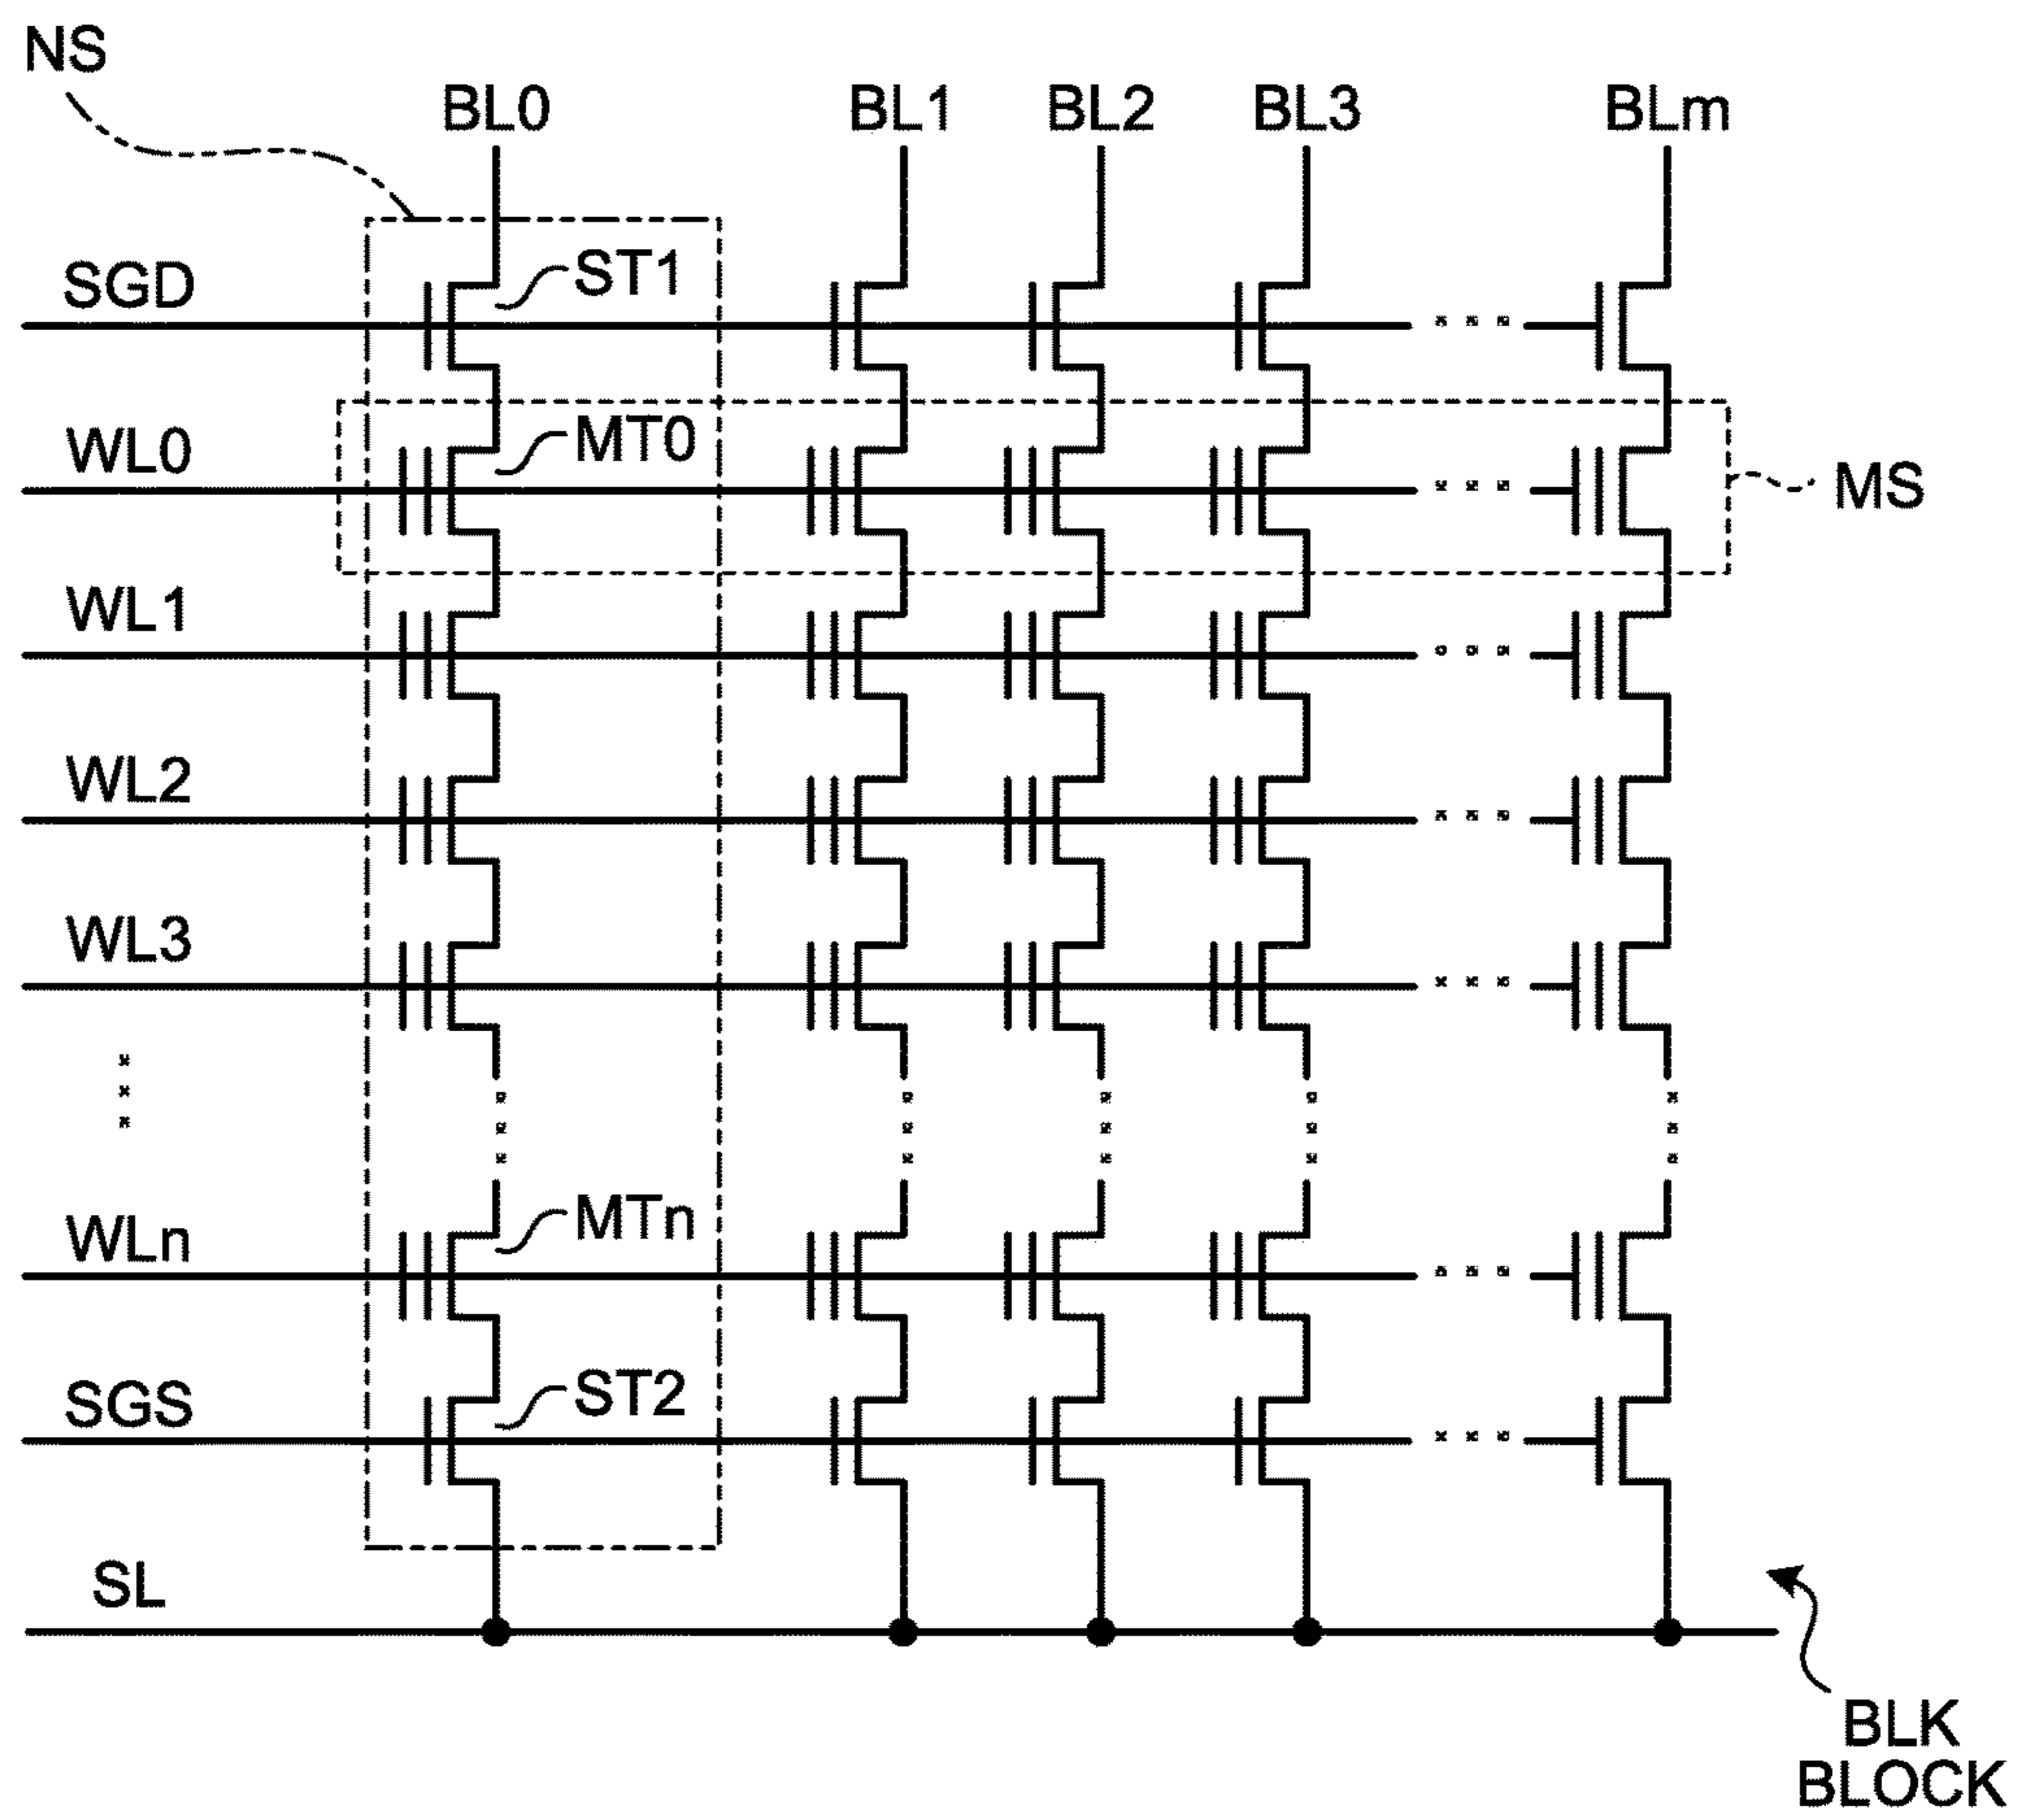 NS
BL0 BL1 BL2 BL3 BLm
SGD ST1
WL0 MT0 MS
WL1
WL2
WL3
WLn MTn
SGS ST2
SL
BLK
BLOCK